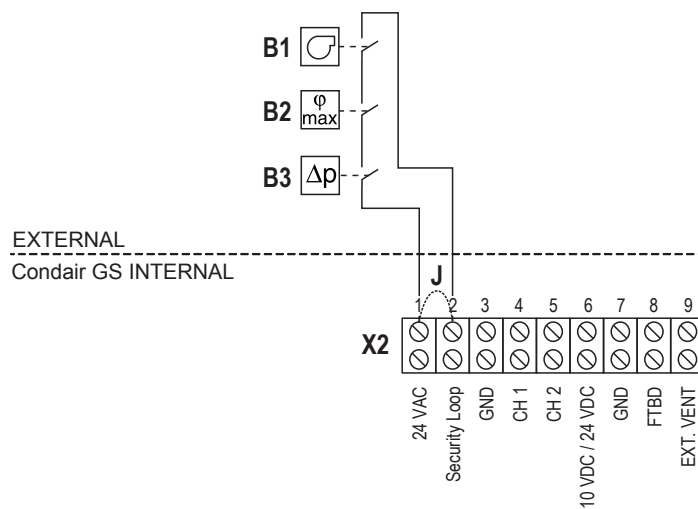 B1
B2 φ
max
B3 Δp
EXTERNAL
Condair GS INTERNAL
J
1 2 3 4 5 6 7 8 9
X2
24 VAC
Security Loop
GND
CH 1
CH 2
10 VDC / 24 VDC
GND
FTBD
EXT. VENT